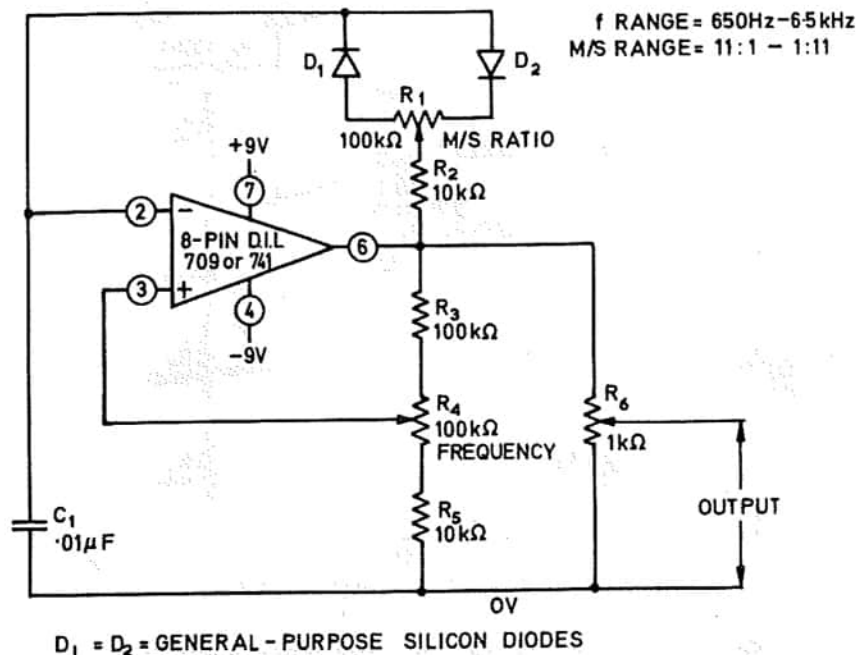 f RANGE = 650Hz-6·5kHz
M/S RANGE = 11:1 - 1:11
D₁
D₂
R₁
100kΩ
M/S RATIO
+9V
R₂
10kΩ
7
2
-
8-PIN D.I.L
709 or 741
6
3
+
4
-9V
R₃
100kΩ
R₄
100kΩ
FREQUENCY
R₆
1kΩ
C₁
·01µF
R₅
10kΩ
OUTPUT
0V
D₁ = D₂ = GENERAL-PURPOSE SILICON DIODES